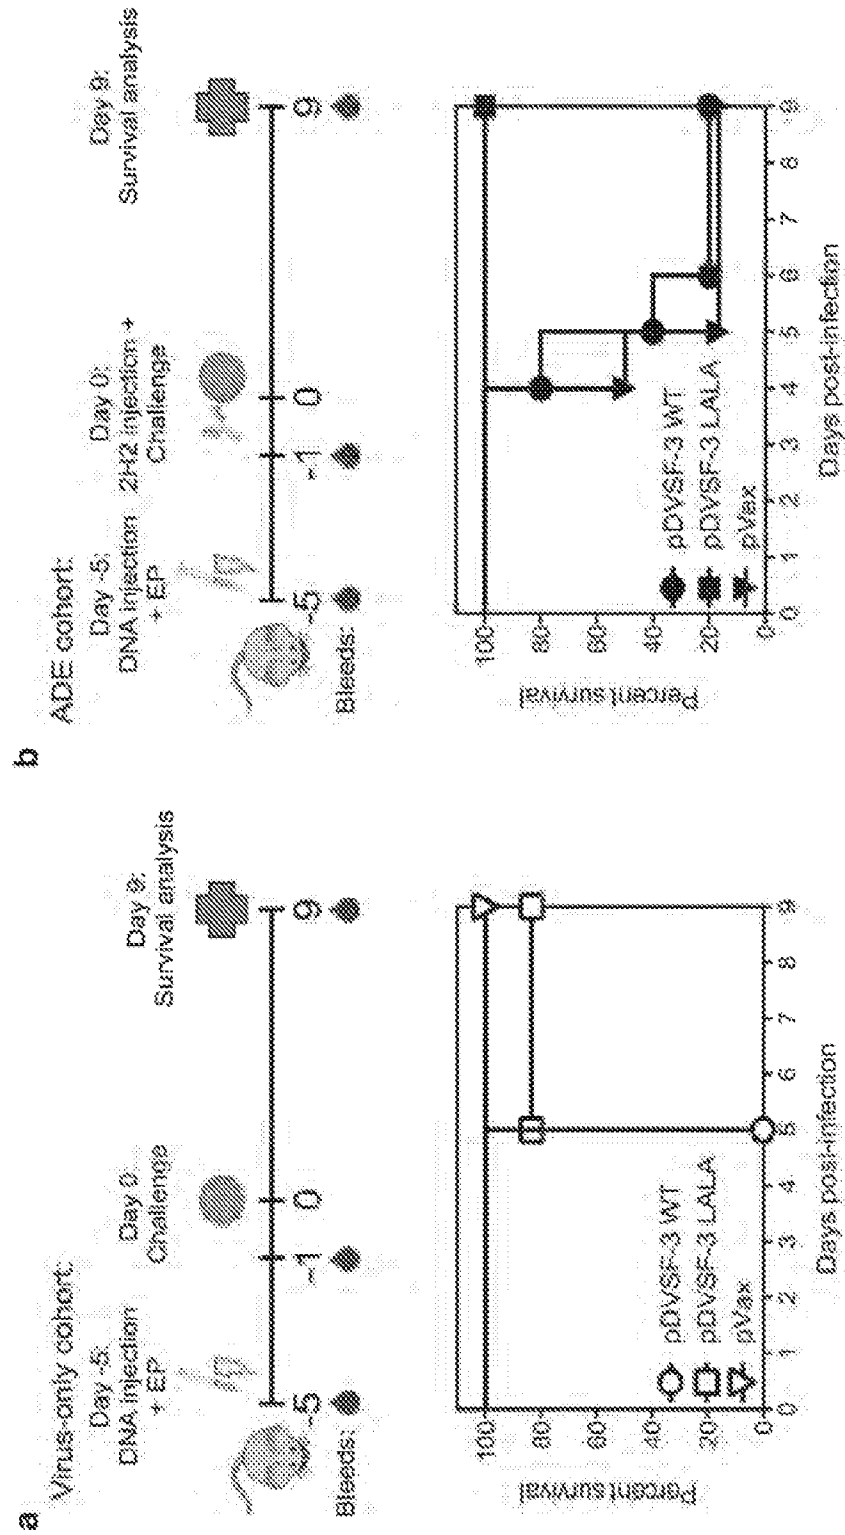 a
Virus-only cohort:
Day -5:
DNA injection
+ EP
Day 0:
Challenge
Day 9:
Survival analysis
-5
-1
0
9
Bleeds:
Percent survival
100
80
60
40
20
0
0 1 2 3 4 5 6 7 8 9
Days post-infection
pDVSF-3 WT
pDVSF-3 LALA
pVax
b
ADE cohort:
Day -5:
DNA injection
+ EP
Day 0:
2H2 injection +
Challenge
Day 9:
Survival analysis
-5
-1
0
9
Bleeds:
Percent survival
100
80
60
40
20
0
0 1 2 3 4 5 6 7 8 9
Days post-infection
pDVSF-3 WT
pDVSF-3 LALA
pVax